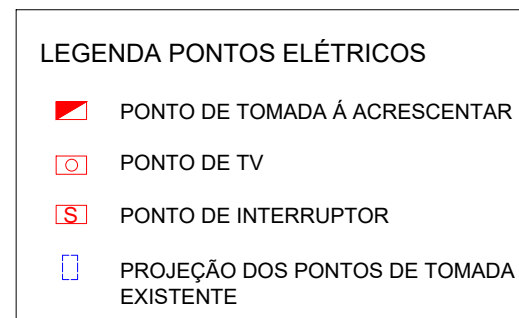 LEGENDA PONTOS ELÉTRICOS
PONTO DE TOMADA Á ACRESCENTAR
PONTO DE TV
S PONTO DE INTERRUPTOR
PROJEÇÃO DOS PONTOS DE TOMADA
EXISTENTE